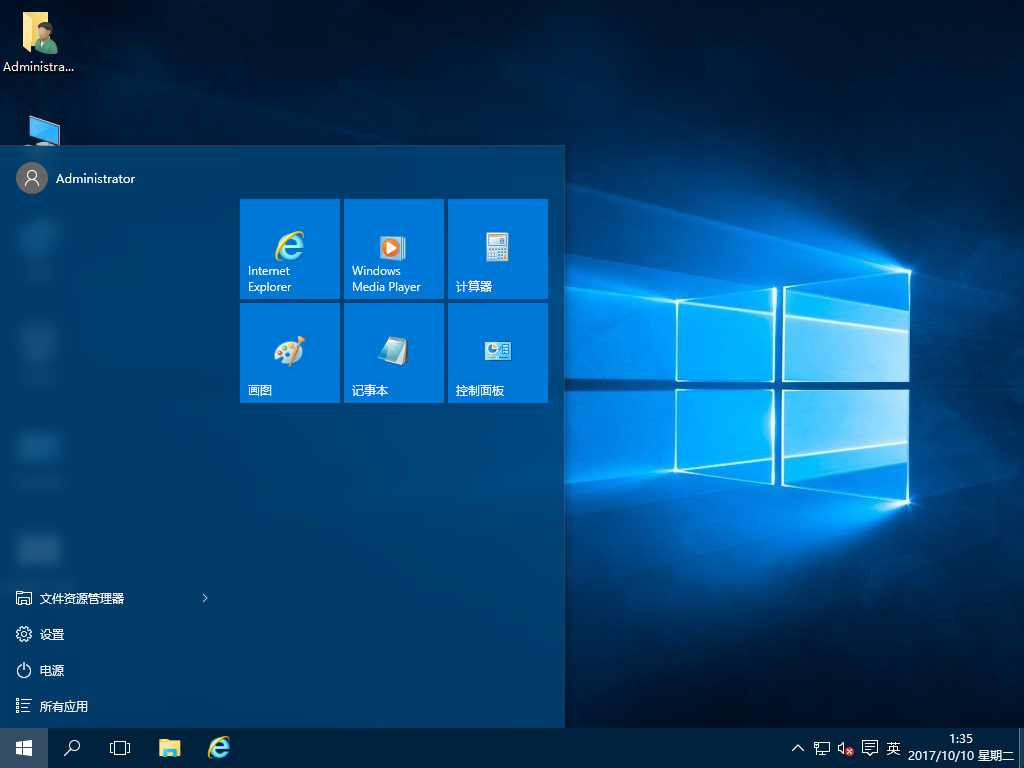 Administra...
Administrator
Internet
Explorer
Windows
Media Player
计算器
画图
记事本
控制面板
文件资源管理器
设置
电源
所有应用
英
1:35
2017/10/10 星期二